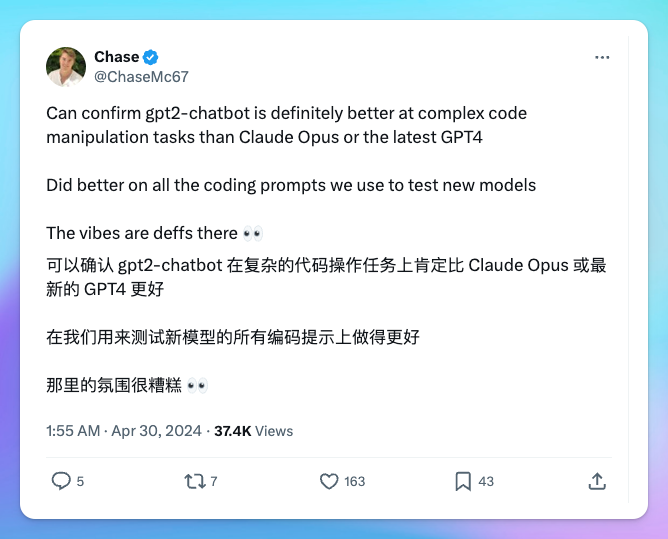 Chase
@ChaseMc67
Can confirm gpt2-chatbot is definitely better at complex code
manipulation tasks than Claude Opus or the latest GPT4
Did better on all the coding prompts we use to test new models
The vibes are deffs there 👀
可以确认 gpt2-chatbot 在复杂的代码操作任务上肯定比 Claude Opus 或最
新的 GPT4 更好
在我们用来测试新模型的所有编码提示上做得更好
那里的氛围很糟糕 👀
1:55 AM · Apr 30, 2024 · 37.4K Views
5 7 163 43